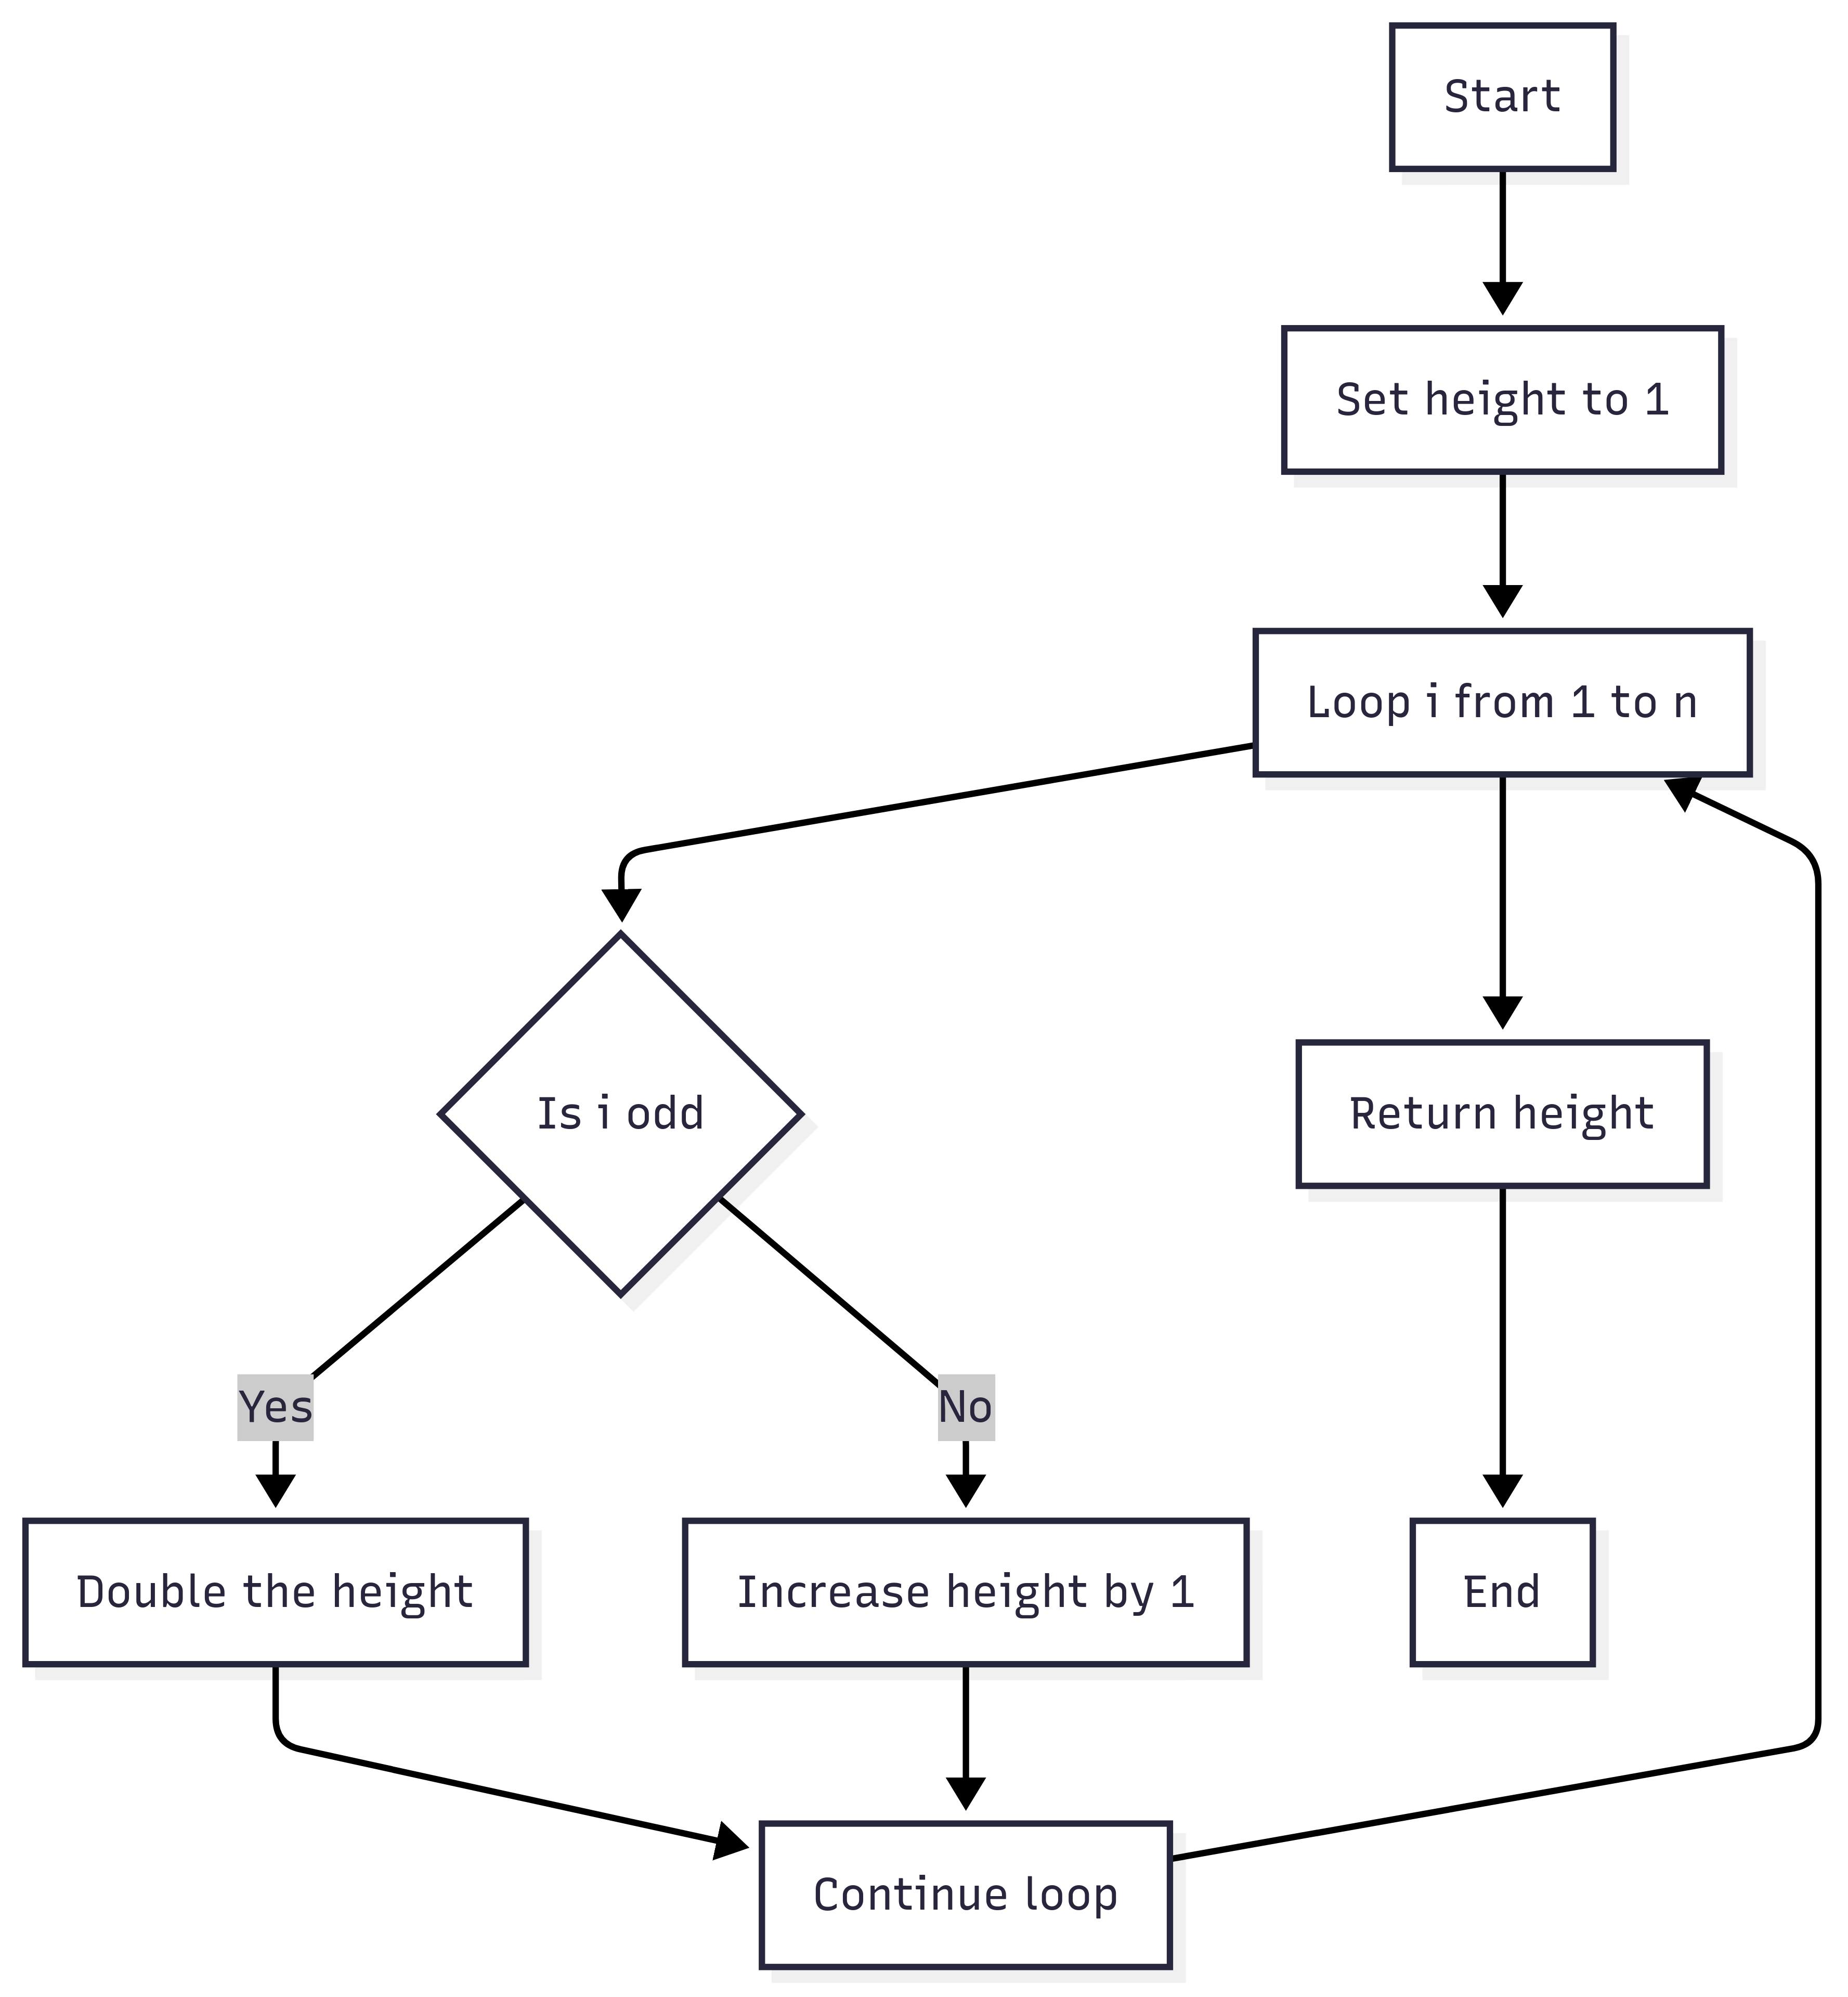 Start
Set height to 1
Loop i from 1 to n
Is i odd
Return height
Yes
No
Double the height
Increase height by 1
End
Continue loop